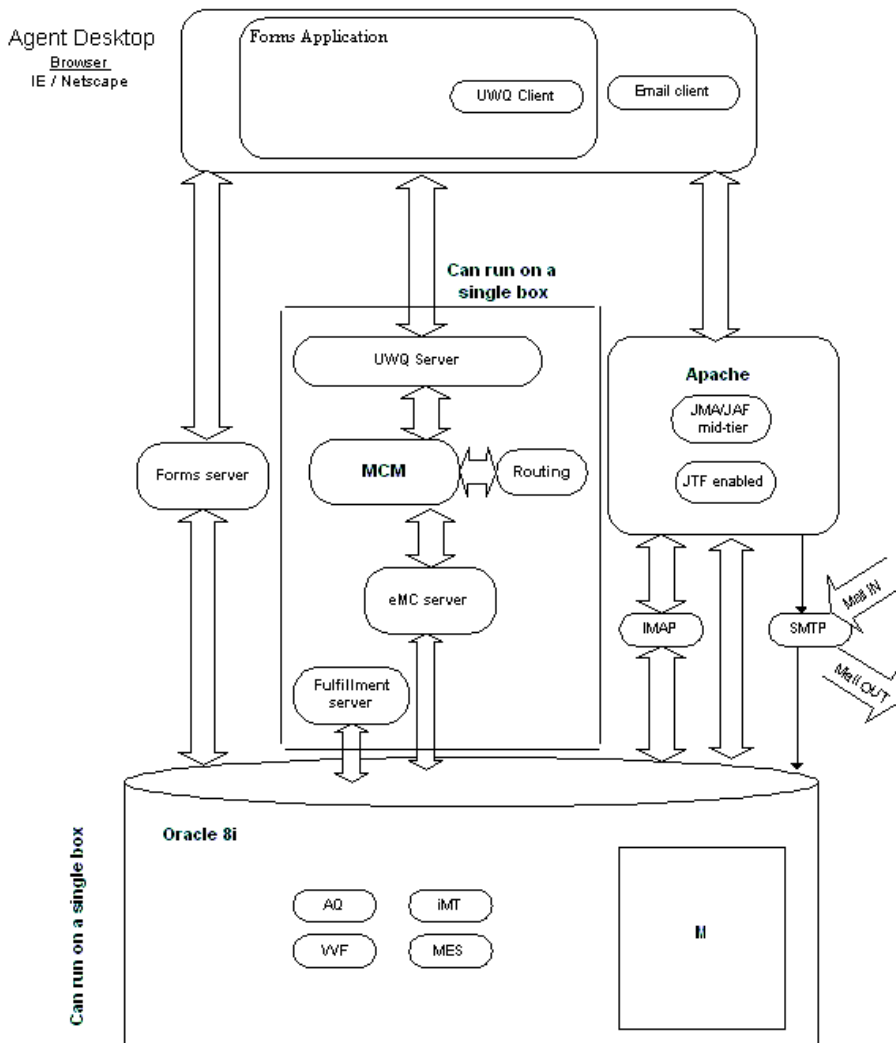 Agent Desktop
Browser
IE / Netscape
Forms Application
UWQ Client
Email client
Can run on a
single box
UWQ Server
MCM
Routing
eMC server
Fulfillment
server
Forms server
Apache
JMA/JAF
mid-tier
JTF enabled
IMAP
SMTP
Mail IN
Mail OUT
Can run on a single box
Oracle 8i
AQ
iMT
WF
MES
M